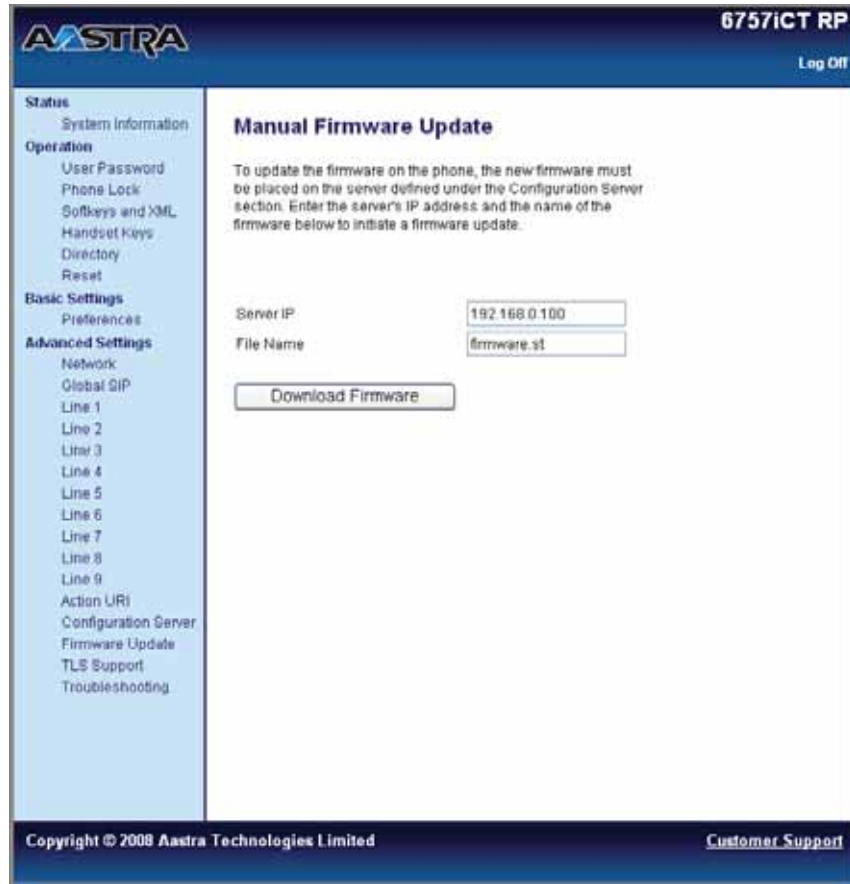 AASTRA
6757iCT RP
Log Off
Status
System Information
Operation
User Password
Phone Lock
Softkeys and XML
Handset Keys
Directory
Reset
Basic Settings
Preferences
Advanced Settings
Network
Global SIP
Line 1
Line 2
Line 3
Line 4
Line 5
Line 6
Line 7
Line 8
Line 9
Action URI
Configuration Server
Firmware Update
TLS Support
Troubleshooting
Manual Firmware Update
To update the firmware on the phone, the new firmware must
be placed on the server defined under the Configuration Server
section. Enter the server's IP address and the name of the
firmware below to initiate a firmware update.
Server IP 192.168.0.100
File Name firmware.st
Download Firmware
Copyright © 2008 Aastra Technologies Limited
Customer Support